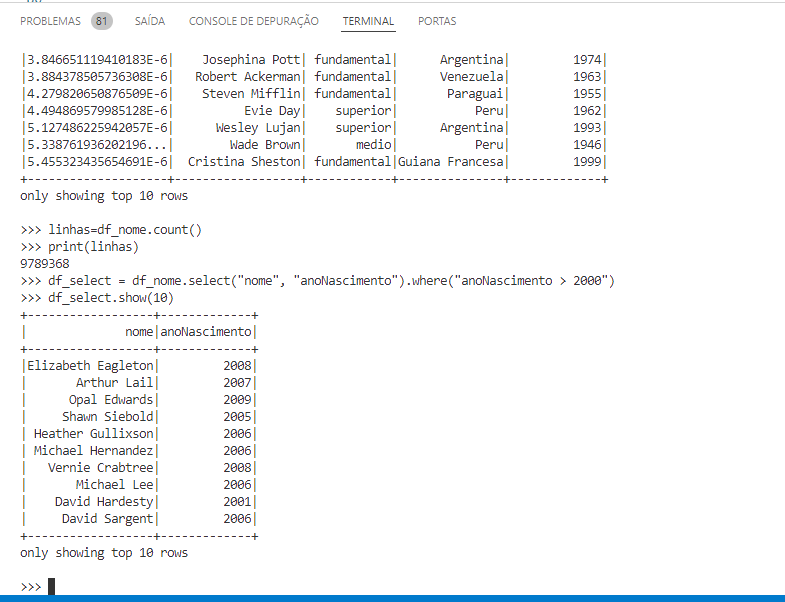 PROBLEMAS 81 SAÍDA CONSOLE DE DEPURAÇÃO TERMINAL PORTAS
|3.846651119410183E-6|    Josephina Pott| fundamental|      Argentina|         1974|
|3.884378505736308E-6|   Robert Ackerman| fundamental|      Venezuela|         1963|
|4.279820650876509E-6|    Steven Mifflin| fundamental|       Paraguai|         1955|
|4.494869579985128E-6|          Evie Day|    superior|           Peru|         1962|
|5.127486225942057E-6|      Wesley Lujan|    superior|      Argentina|         1993|
|5.338761936202196...|        Wade Brown|       medio|           Peru|         1946|
|5.455323435654691E-6|  Cristina Sheston| fundamental|Guiana Francesa|         1999|
+--------------------+------------------+------------+---------------+-------------+
only showing top 10 rows
>>> linhas=df_nome.count()
>>> print(linhas)
9789368
>>> df_select = df_nome.select("nome", "anoNascimento").where("anoNascimento > 2000")
>>> df_select.show(10)
+------------------+-------------+
|              nome|anoNascimento|
+------------------+-------------+
|Elizabeth Eagleton|         2008|
|       Arthur Lail|         2007|
|      Opal Edwards|         2009|
|     Shawn Siebold|         2005|
| Heather Gullixson|         2006|
| Michael Hernandez|         2006|
|   Vernie Crabtree|         2008|
|       Michael Lee|         2006|
|    David Hardesty|         2001|
|     David Sargent|         2006|
+------------------+-------------+
only showing top 10 rows
>>>